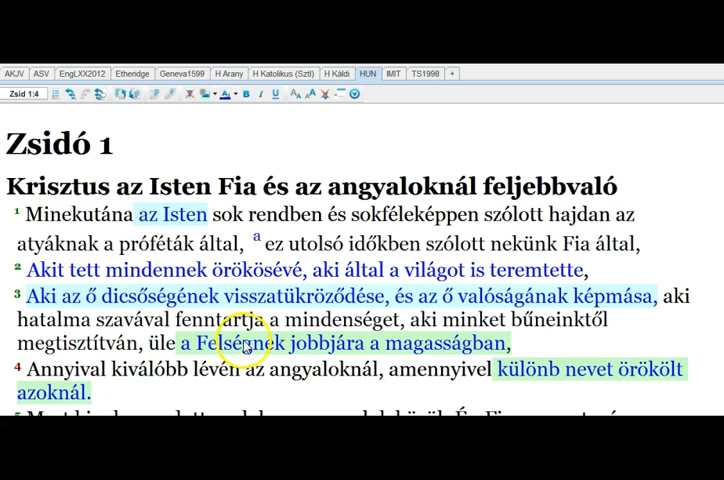 AKJV ASV EngLXX2012 Etheridge Geneva1599 H Arany H Katolikus (Sztl) H Káldi HUN IMIT TS1998 +
Zsid 1:4
Zsidó 1
Krisztus az Isten Fia és az angyaloknál feljebbvaló
1 Minekutána az Isten sok rendben és sokféleképpen szólott hajdan az
atyáknak a próféták által, a ez utolsó időkben szólott nekünk Fia által,
2 Akit tett mindennek örökösévé, aki által a világot is teremtette,
3 Aki az ő dicsőségének visszatükröződése, és az ő valóságának képmása, aki
hatalma szavával fenntartja a mindenséget, aki minket bűneinktől
megtisztítván, üle a Felségnek jobbjára a magasságban,
4 Annyival kiválóbb lévén az angyaloknál, amennyivel különb nevet örökölt
azoknál.